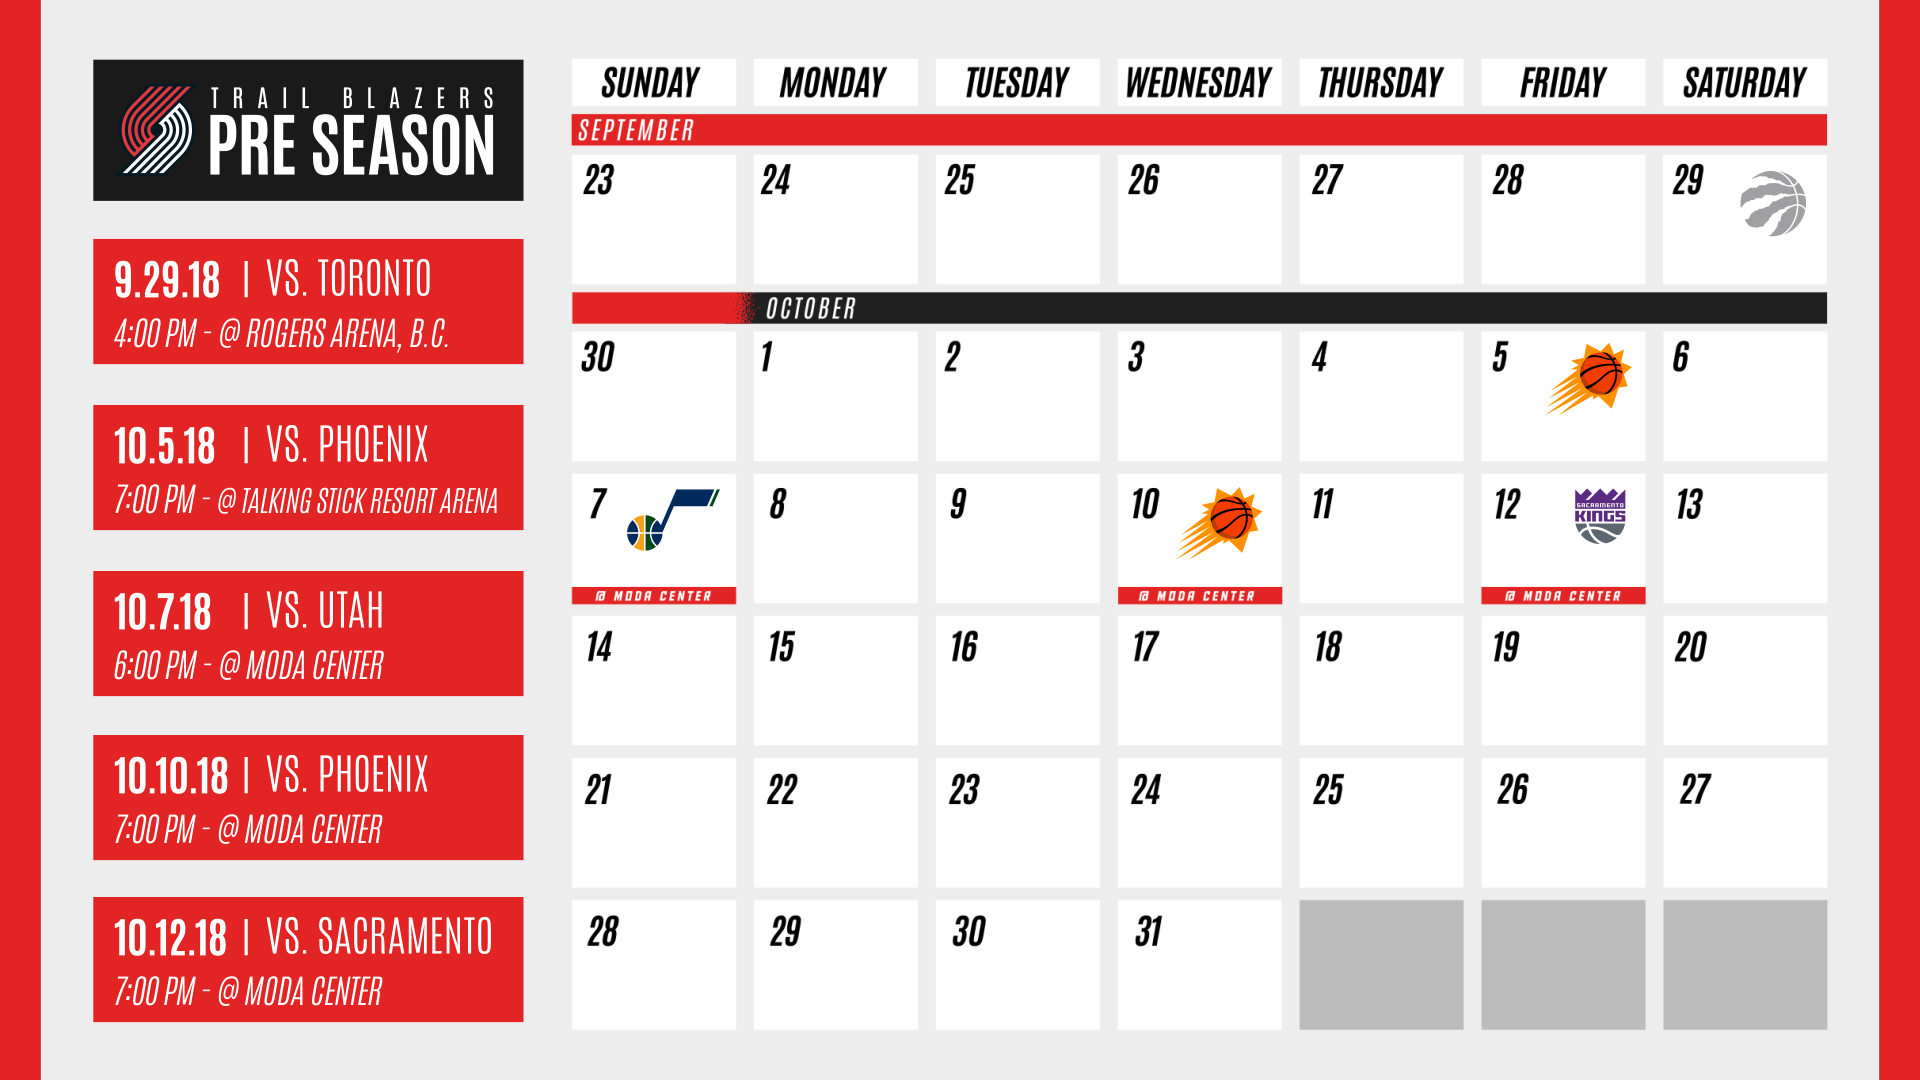 TRAIL BLAZERS
PRE SEASON
9.29.18 | VS. TORONTO
4:00 PM - @ ROGERS ARENA, B.C.
10.5.18 | VS. PHOENIX
7:00 PM - @ TALKING STICK RESORT ARENA
10.7.18 | VS. UTAH
6:00 PM - @ MODA CENTER
10.10.18 | VS. PHOENIX
7:00 PM - @ MODA CENTER
10.12.18 | VS. SACRAMENTO
7:00 PM - @ MODA CENTER
SUNDAY MONDAY TUESDAY WEDNESDAY THURSDAY FRIDAY SATURDAY
SEPTEMBER
23 24 25 26 27 28 29
OCTOBER
30 1 2 3 4 5 6
7 8 9 10 11 12 13
SACRAMENTO
KINGS
@ MODA CENTER @ MODA CENTER @ MODA CENTER
14 15 16 17 18 19 20
21 22 23 24 25 26 27
28 29 30 31